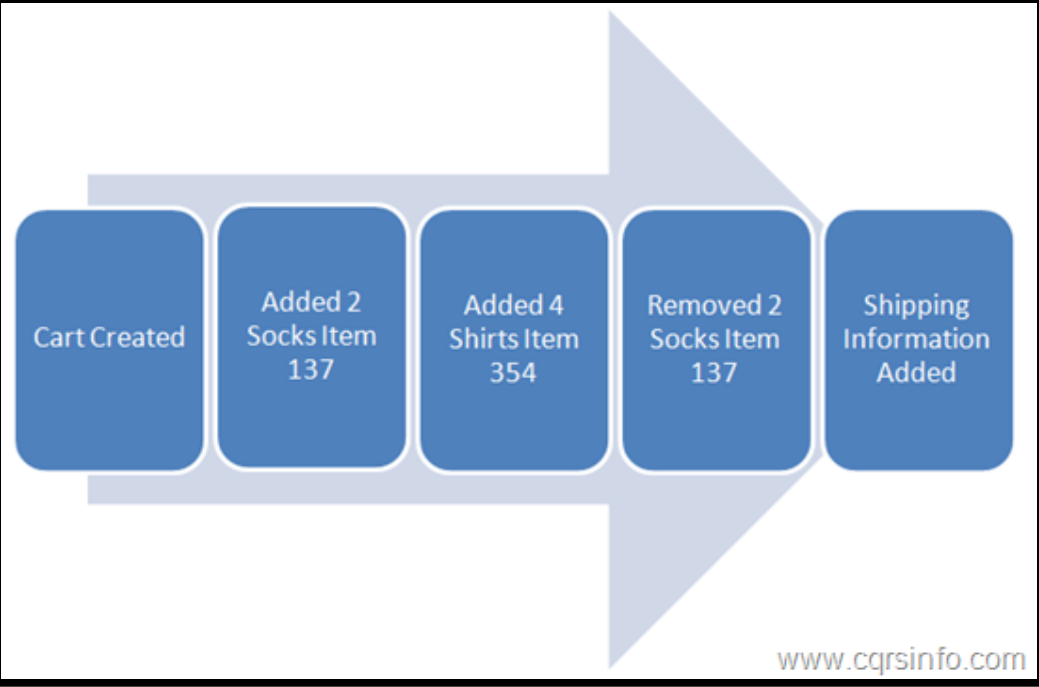 Cart Created
Added 2
Socks Item
137
Added 4
Shirts Item
354
Removed 2
Socks Item
137
Shipping
Information
Added
www.cqrsinfo.com